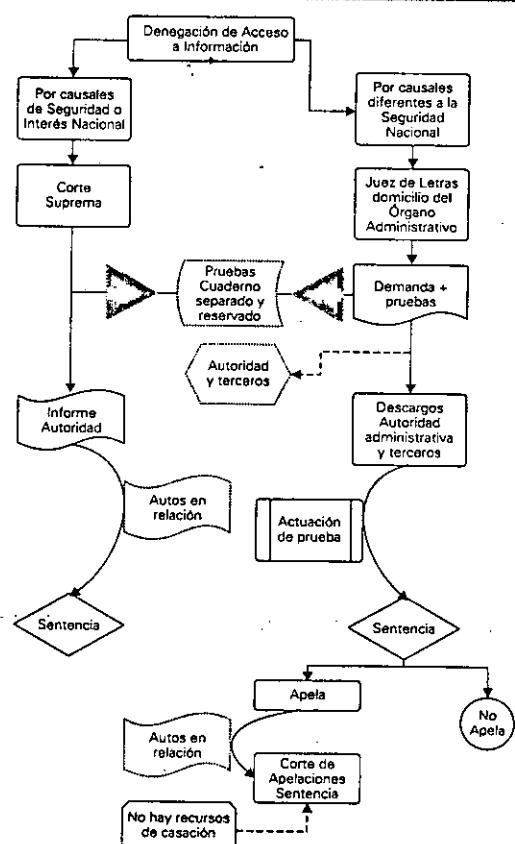 Denegación de Acceso
a Información
Por causales
de Seguridad o
Interés Nacional
Por causales
diferentes a la
Seguridad
Nacional
Corte
Suprema
Juez de Letras
domicilio del
Órgano
Administrativo
Pruebas
Cuaderno
separado y
reservado
Demanda +
pruebas
Autoridad
y terceros
Informe
Autoridad
Descargos
Autoridad
administrativa
y terceros
Autos en
relación
Actuación
de prueba
Sentencia
Sentencia
Apela
No
Apela
Autos en
relación
Corte de
Apelaciones
Sentencia
No hay recursos
de casación